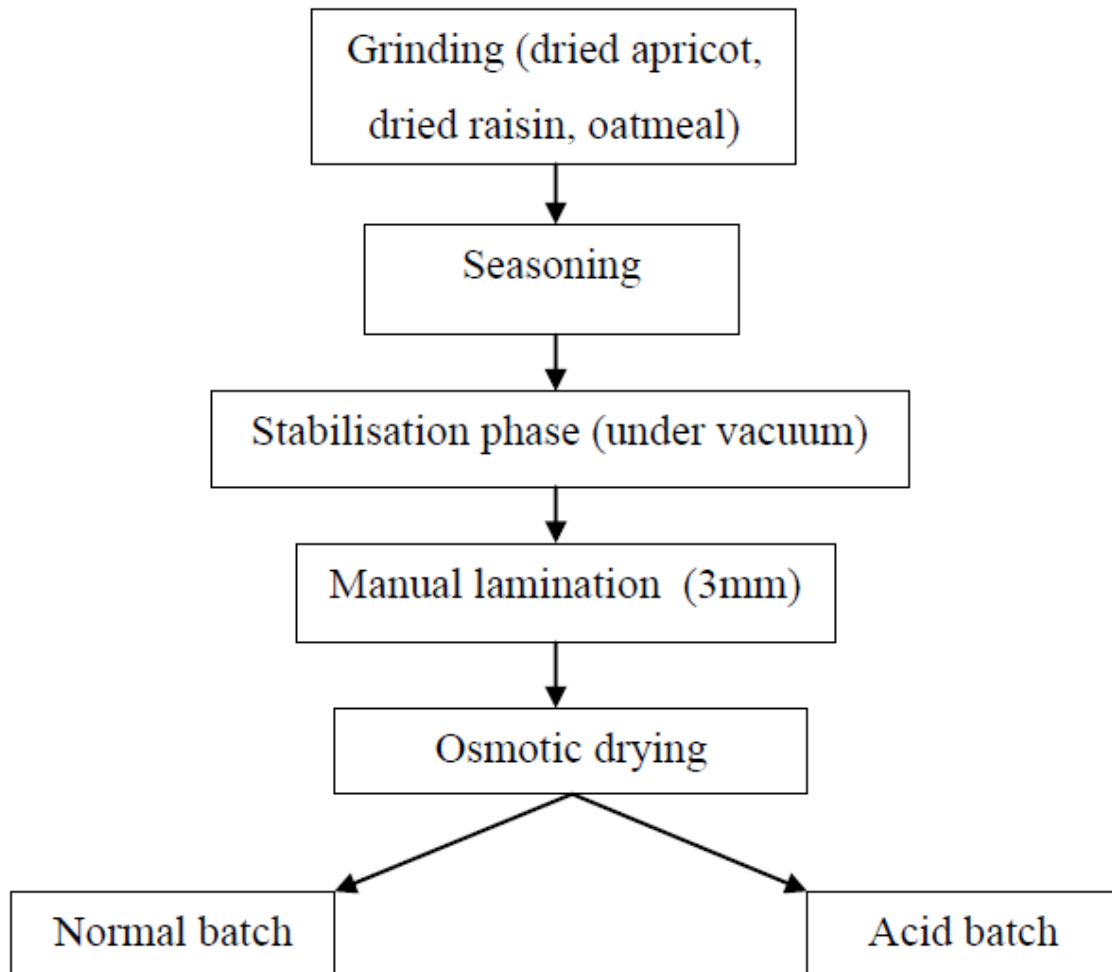 Grinding (dried apricot,
dried raisin, oatmeal)
Seasoning
Stabilisation phase (under vacuum)
Manual lamination  (3mm)
Osmotic drying
Normal batch
Acid batch